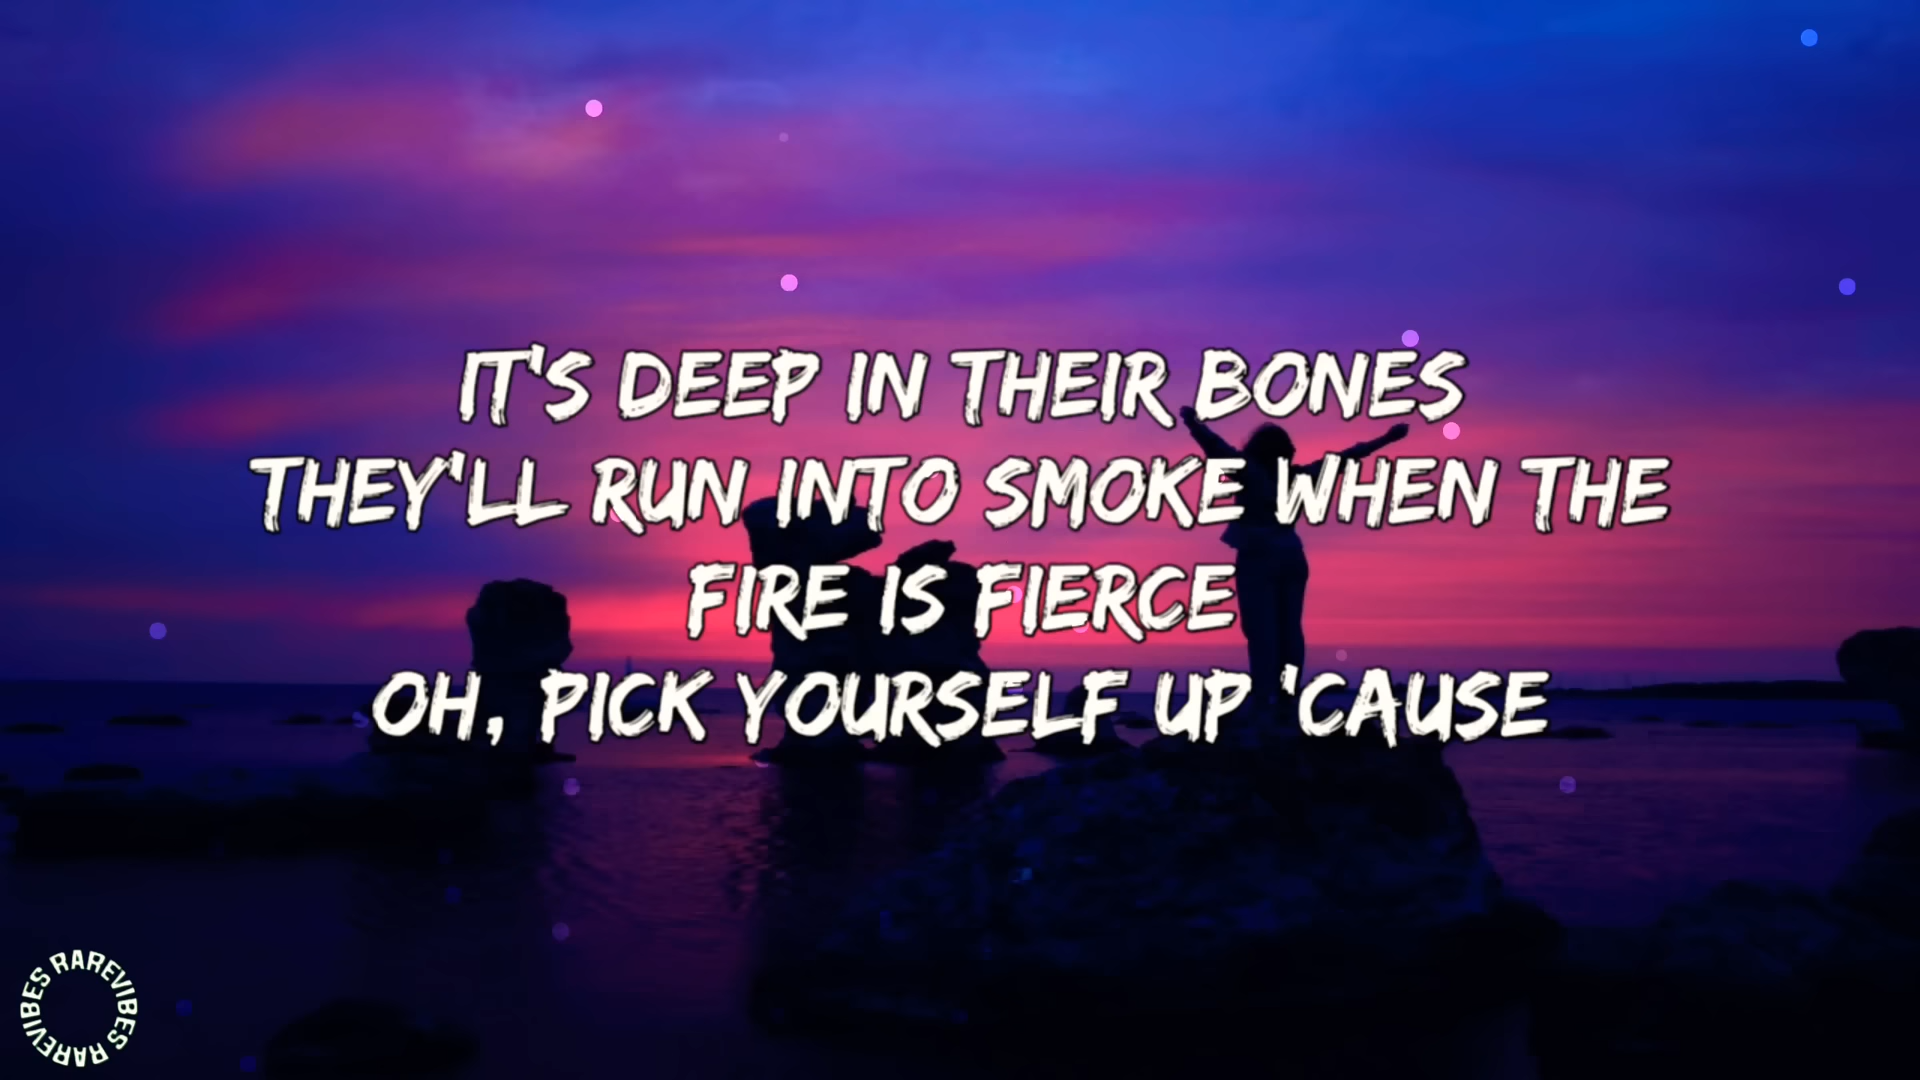 IT'S DEEP IN THEIR BONES
THEY'LL RUN INTO SMOKE WHEN THE
FIRE IS FIERCE
OH, PICK YOURSELF UP 'CAUSE
RAREVIBES RAREVIBES